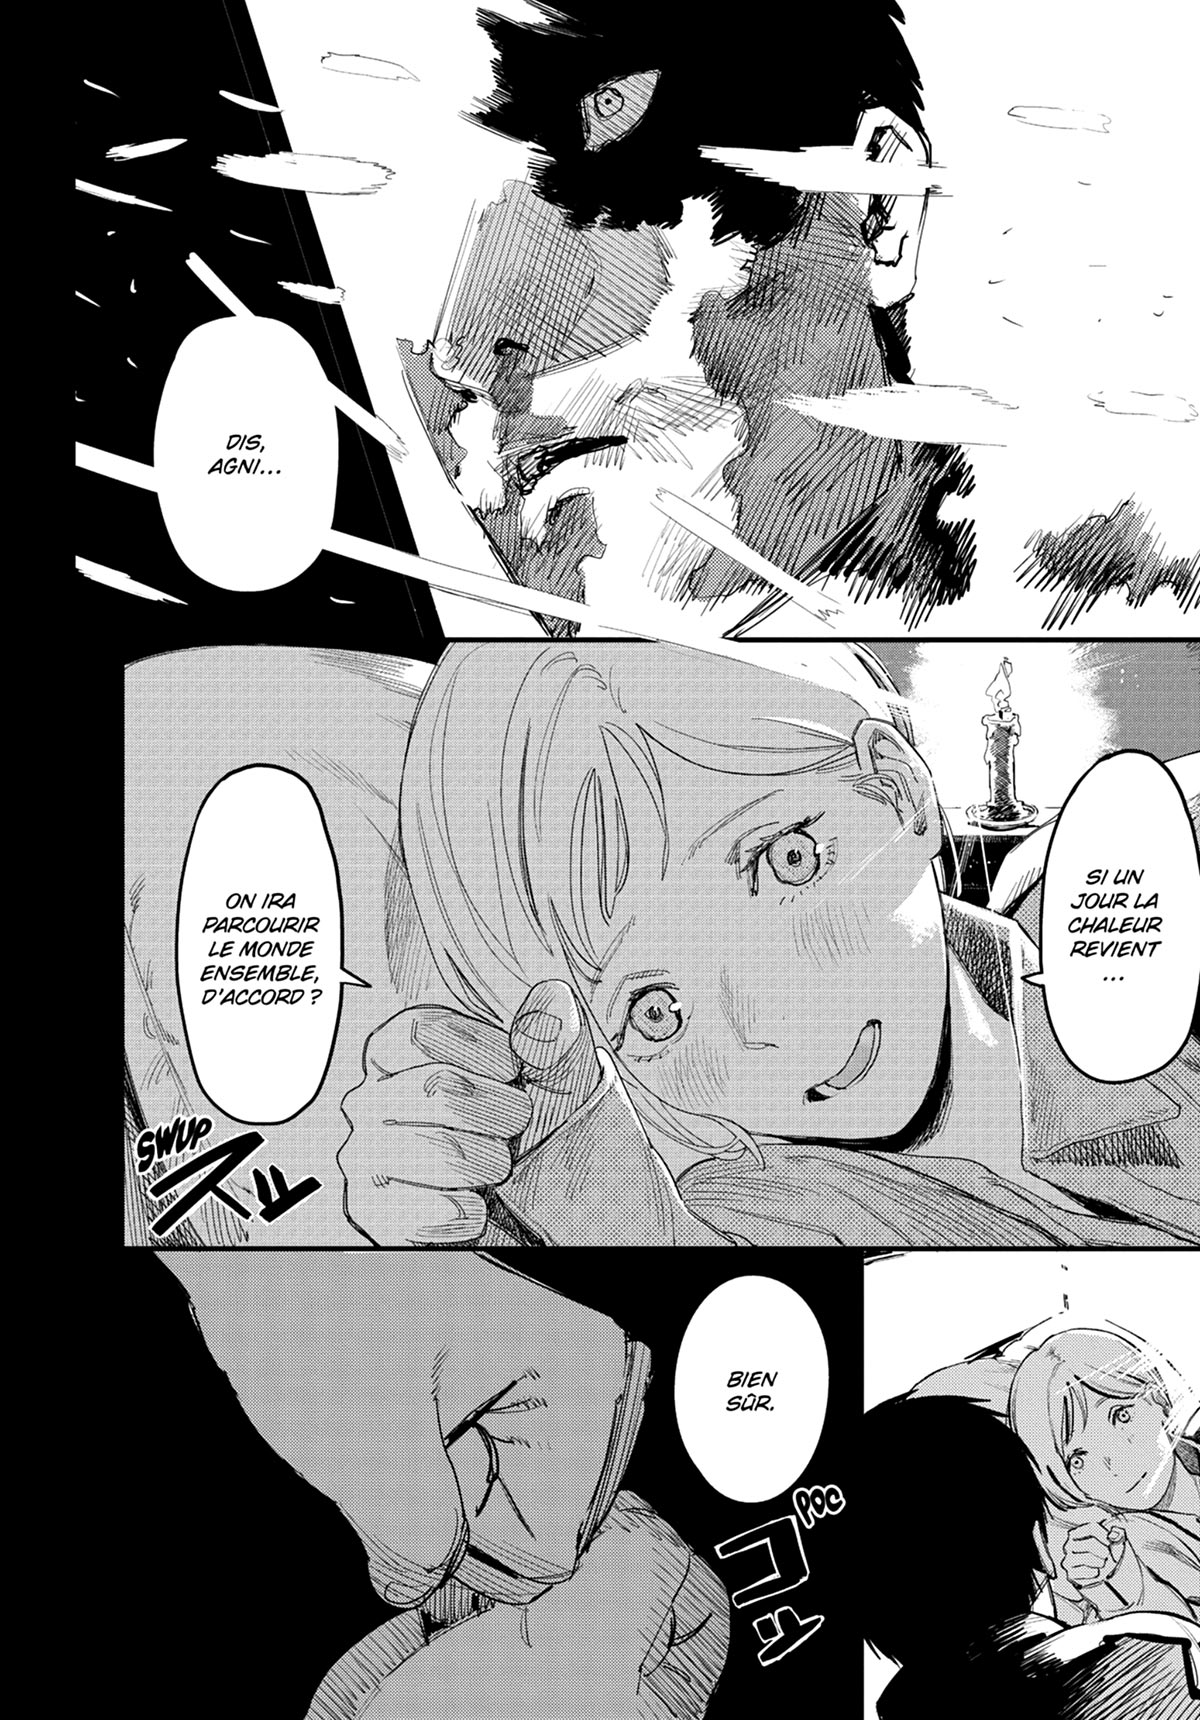 DIS,
AGNI...
SI UN
JOUR LA
CHALEUR
REVIENT
...
ON IRA
PARCOURIR
LE MONDE
ENSEMBLE,
D'ACCORD ?
SWUP
スッ
BIEN
SÛR.
POC
コッ